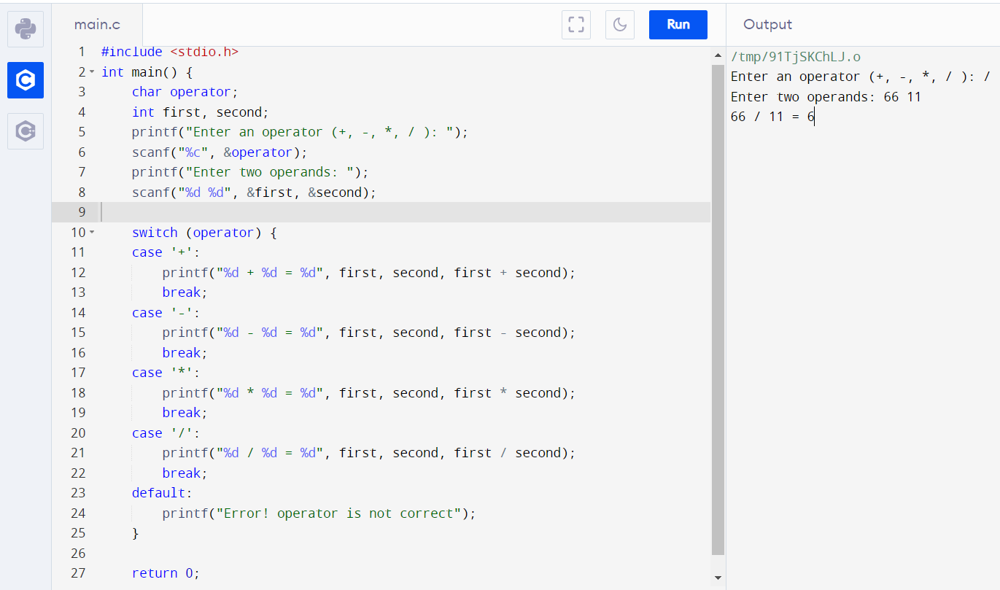 main.c
Run
Output
1 #include <stdio.h>
2 int main() {
3     char operator;
4     int first, second;
5     printf("Enter an operator (+, -, *, / ): ");
6     scanf("%c", &operator);
7     printf("Enter two operands: ");
8     scanf("%d %d", &first, &second);
9
10     switch (operator) {
11     case '+':
12         printf("%d + %d = %d", first, second, first + second);
13         break;
14     case '-':
15         printf("%d - %d = %d", first, second, first - second);
16         break;
17     case '*':
18         printf("%d * %d = %d", first, second, first * second);
19         break;
20     case '/':
21         printf("%d / %d = %d", first, second, first / second);
22         break;
23     default:
24         printf("Error! operator is not correct");
25     }
26
27     return 0;
/tmp/91TjSKChLJ.o
Enter an operator (+, -, *, / ): /
Enter two operands: 66 11
66 / 11 = 6